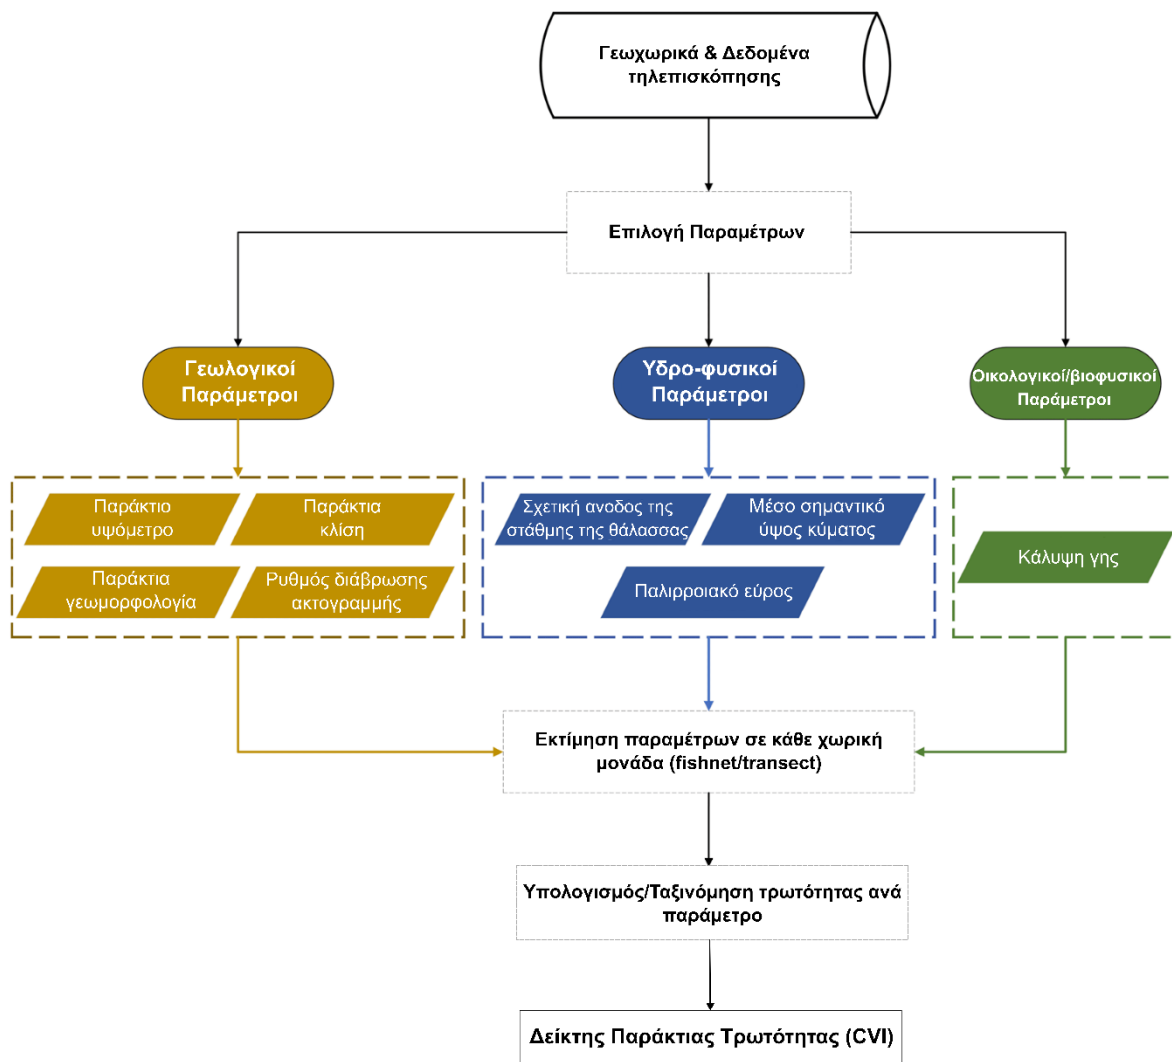 Γεωχωρικά & Δεδομένα
τηλεπισκόπησης
Επιλογή Παραμέτρων
Γεωλογικοί
Παράμετροι
Υδρο-φυσικοί
Παράμετροι
Οικολογικοί/βιοφυσικοί
Παράμετροι
Παράκτιο
υψόμετρο
Παράκτια
κλίση
Παράκτια
γεωμορφολογία
Ρυθμός διάβρωσης
ακτογραμμής
Σχετική ανοδος της
στάθμης της θάλασσας
Μέσο σημαντικό
ύψος κύματος
Παλιρροιακό εύρος
Κάλυψη γης
Εκτίμηση παραμέτρων σε κάθε χωρική
μονάδα (fishnet/transect)
Υπολογισμός/Ταξινόμηση τρωτότητας ανά
παράμετρο
Δείκτης Παράκτιας Τρωτότητας (CVI)